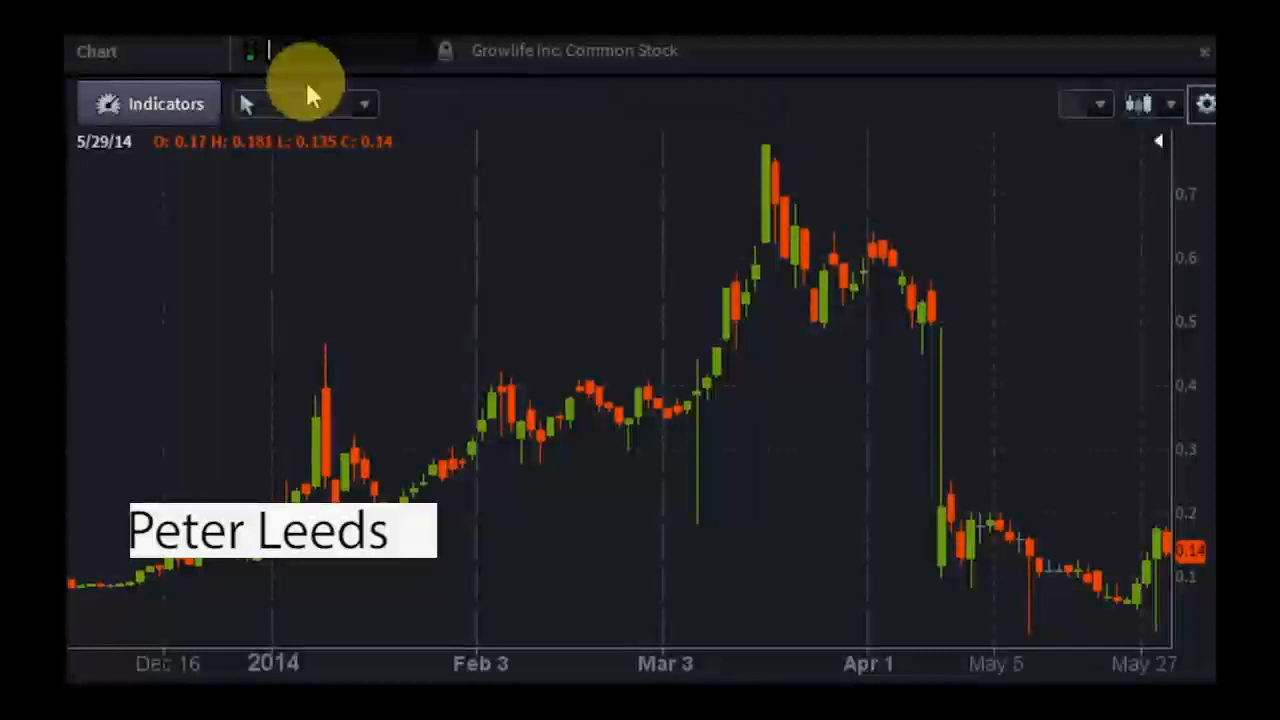 Chart
Growlife Inc. Common Stock
Indicators
5/29/14 O: 0.17 H: 0.181 L: 0.135 C: 0.14
0.7
0.6
0.5
0.4
0.3
0.2
0.14
0.1
Peter Leeds
Dec 16 2014 Feb 3 Mar 3 Apr 1 May 5 May 27